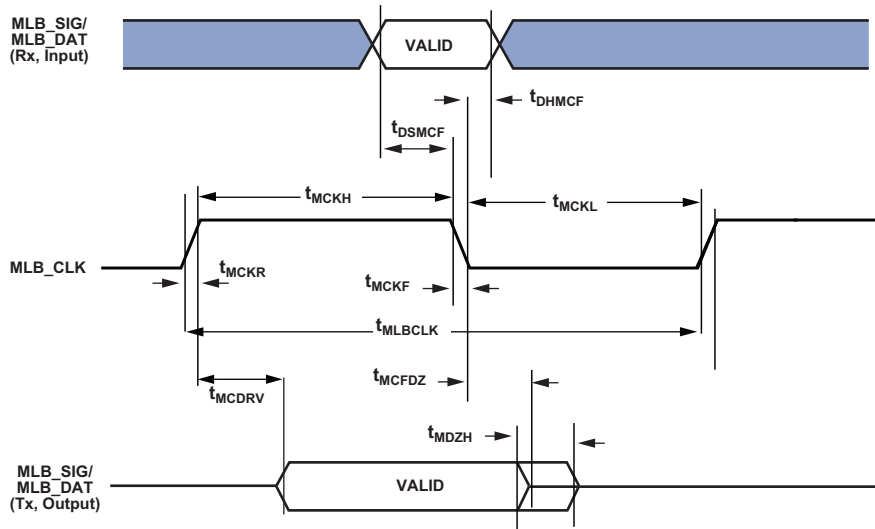 MLB_SIG/
MLB_DAT
(Rx, Input)
VALID
tDHMCF
tDSMCF
tMCKH
tMCKL
MLB_CLK
tMCKR
tMCKF
tMLBCLK
tMCDRV
tMCFDZ
tMDZH
MLB_SIG/
MLB_DAT
(Tx, Output)
VALID